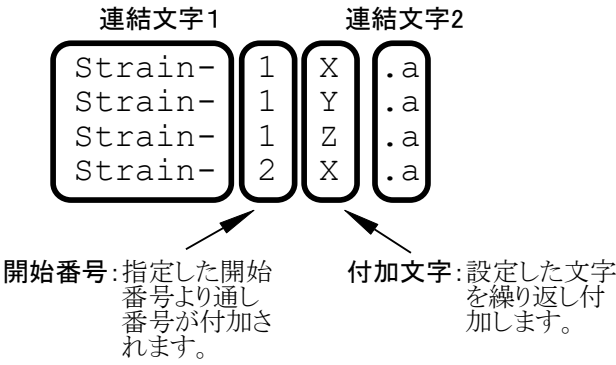 連結文字1 連結文字2
Strain- 1 X .a
Strain- 1 Y .a
Strain- 1 Z .a
Strain- 2 X .a
開始番号:指定した開始
番号より通し
番号が付加さ
れます。
付加文字:設定した文字
を繰り返し付
加します。